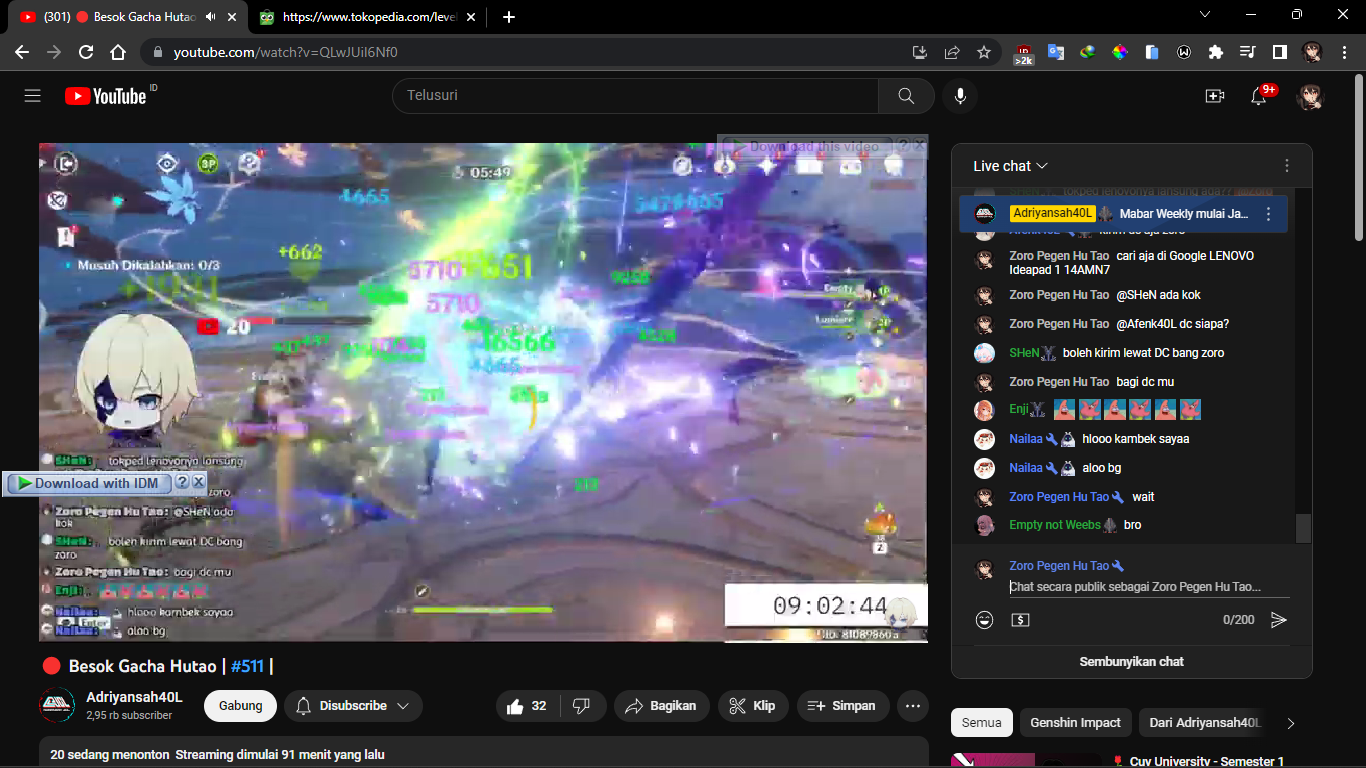 (301) 🔴 Besok Gacha Hutao
https://www.tokopedia.com/level
youtube.com/watch?v=QLwJUiI6Nf0
>2k
YouTube ID
Telusuri
9+
Download this video ? X
3P
05:49
4665
+662
Musuh Dikalahkan: 0/3
5710
5710
16566
9258
4528
20
SHeN: tokped lenovonya lansung
Download with IDM ? X
zoro
Zoro Pegen Hu Tao: @SHeN ada
kok
SHeN: boleh kirim lewat DC bang
zoro
Zoro Pegen Hu Tao: bagi dc mu
Enji:
Nailaa: hlooo kambek sayaa
Enter
Nailaa: aloo bg
Z
09:02:44
🔴 Besok Gacha Hutao | #511 |
Adriyansah40L
2,95 rb subscriber
Gabung
Disubscribe
32
Bagikan
Klip
Simpan
20 sedang menonton Streaming dimulai 91 menit yang lalu
Live chat
Adriyansah40L Mabar Weekly mulai Ja...
Zoro Pegen Hu Tao cari aja di Google LENOVO
Ideapad 1 14AMN7
Zoro Pegen Hu Tao @SHeN ada kok
Zoro Pegen Hu Tao @Afenk40L dc siapa?
SHeN boleh kirim lewat DC bang zoro
Zoro Pegen Hu Tao bagi dc mu
Enji
Nailaa hlooo kambek sayaa
Nailaa aloo bg
Zoro Pegen Hu Tao wait
Empty not Weebs bro
Zoro Pegen Hu Tao
Chat secara publik sebagai Zoro Pegen Hu Tao...
0/200
Sembunyikan chat
Semua
Genshin Impact
Dari Adriyansah40L
Cuy University - Semester 1